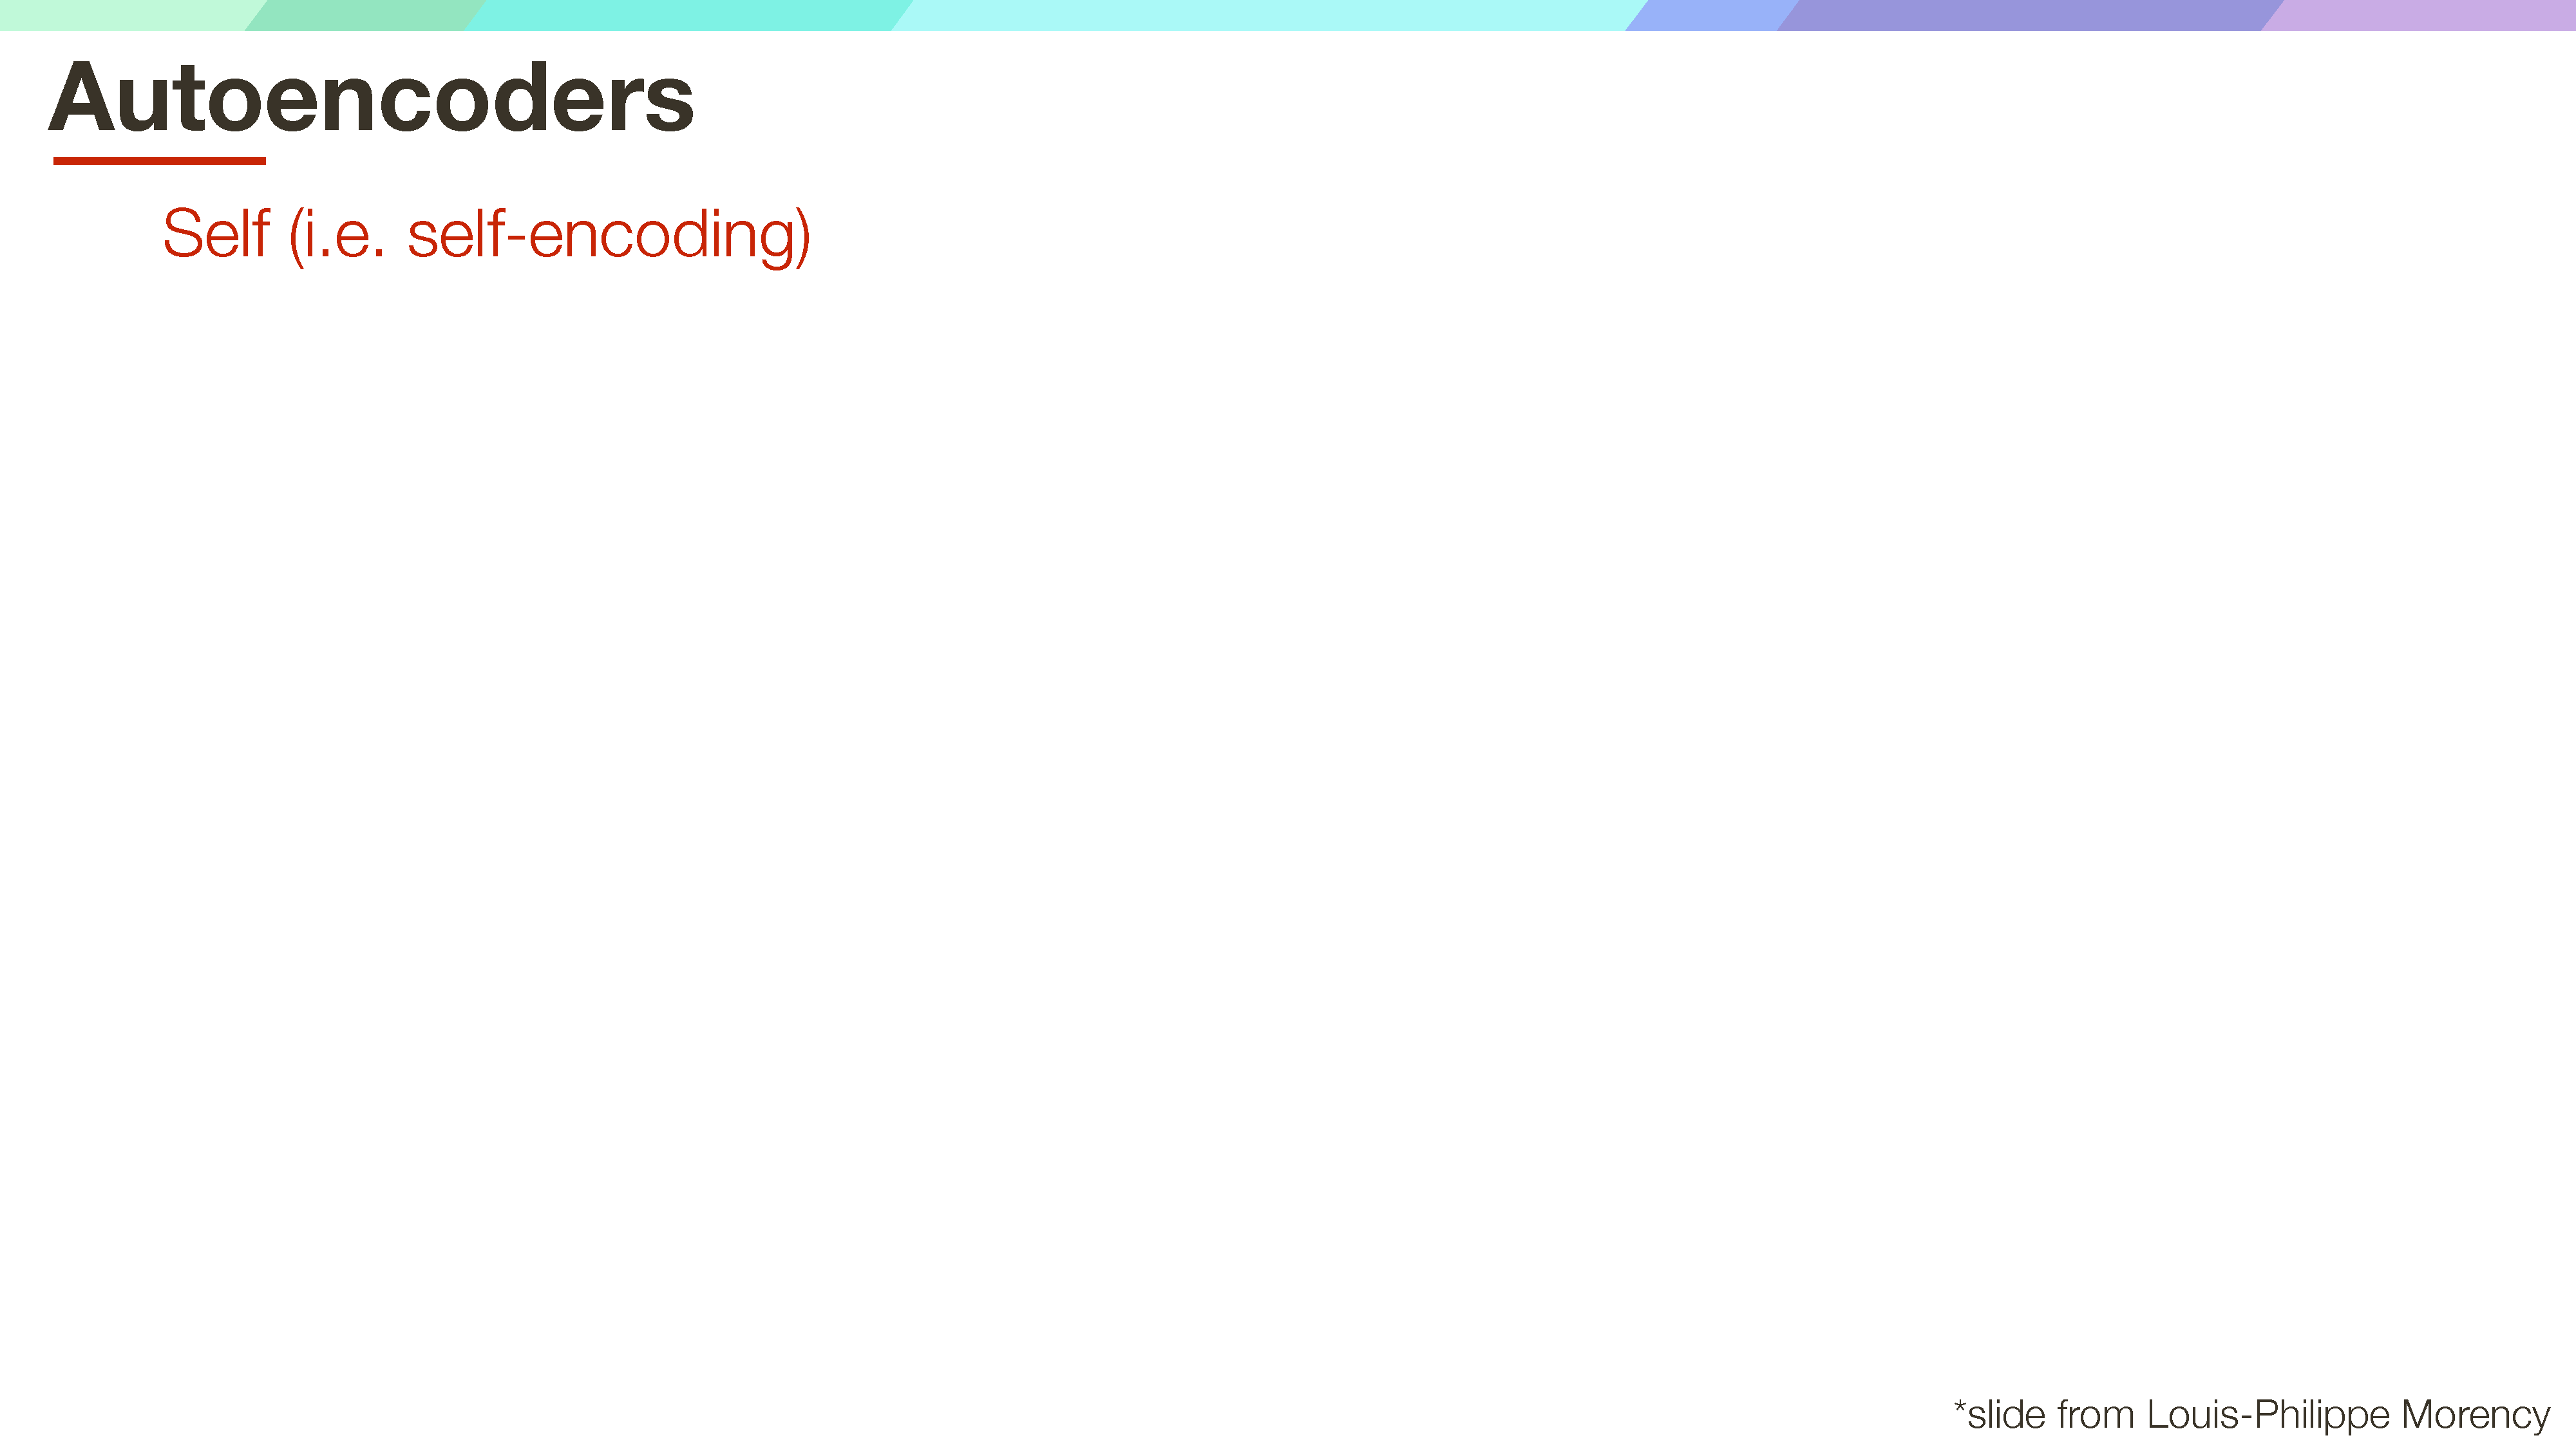 Autoencoders
Self (i.e. self-encoding)
*slide from Louis-Philippe Morency